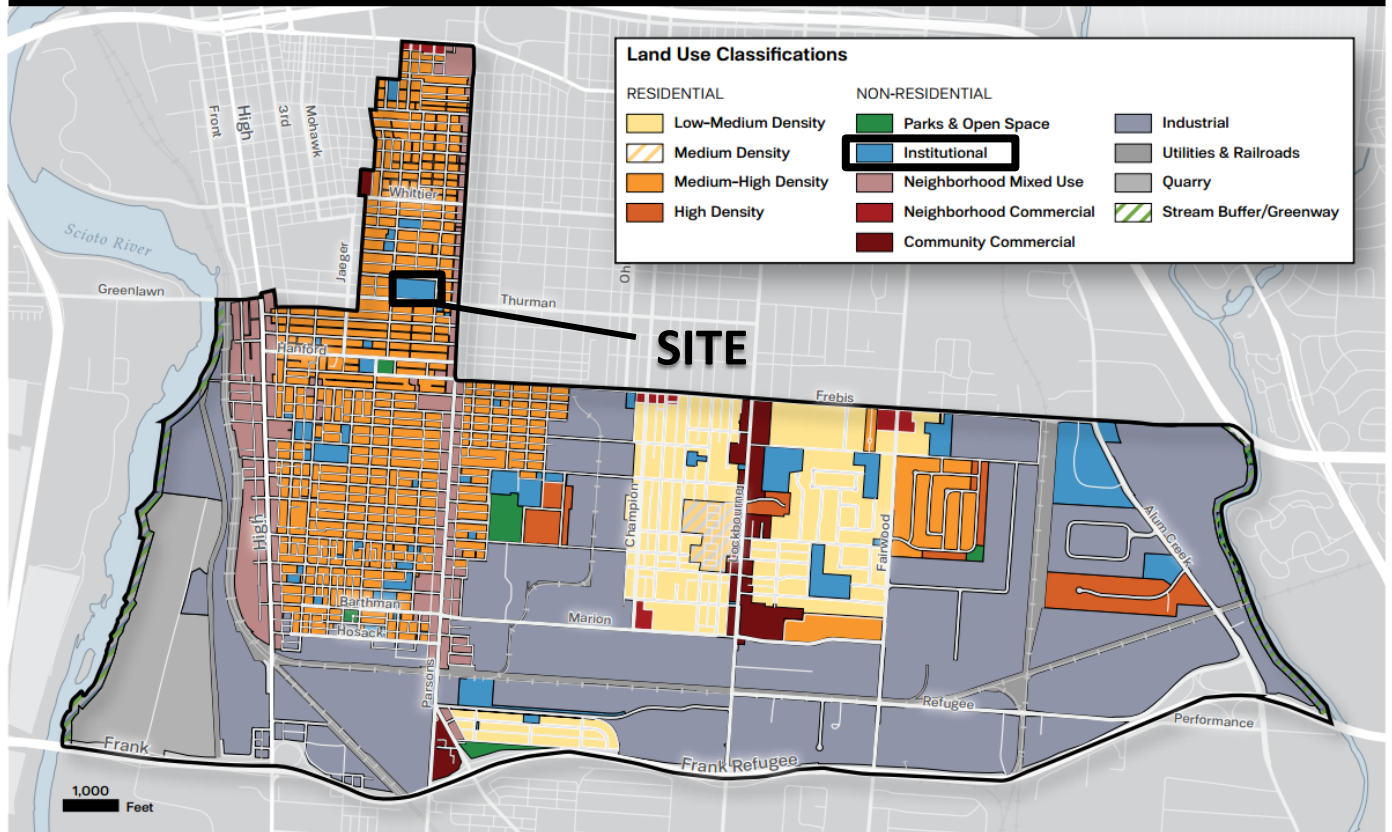 Land Use Classifications
RESIDENTIAL
Low-Medium Density
Medium Density
Medium-High Density
High Density
NON-RESIDENTIAL
Parks & Open Space
Institutional
Neighborhood Mixed Use
Neighborhood Commercial
Community Commercial
Industrial
Utilities & Railroads
Quarry
Stream Buffer/Greenway
Front
High
3rd
Mohawk
Whittier
Scioto River
Jaeger
Oh
Greenlawn
Thurman
SITE
Hanford
Frebis
Champion
Lockbourne
Fairwood
High
Alum Creek
Barthman
Marion
Hosack
Parsons
Refugee
Performance
Frank
Frank Refugee
1,000
Feet